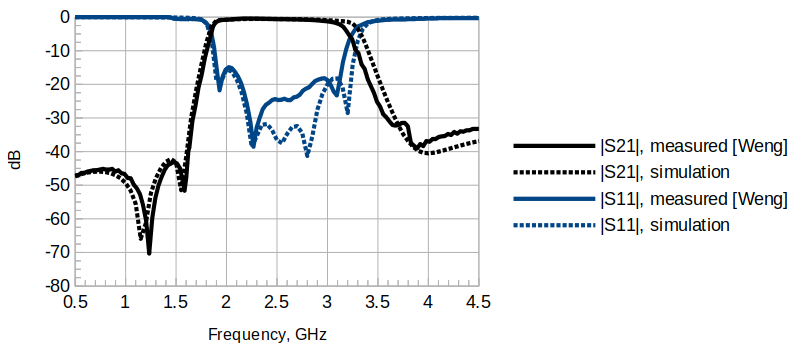 0
-10
-20
-30
-40
-50
-60
-70
-80
dB
0.5 1 1.5 2 2.5 3 3.5 4 4.5
Frequency, GHz
|S21|, measured [Weng]
|S21|, simulation
|S11|, measured [Weng]
|S11|, simulation